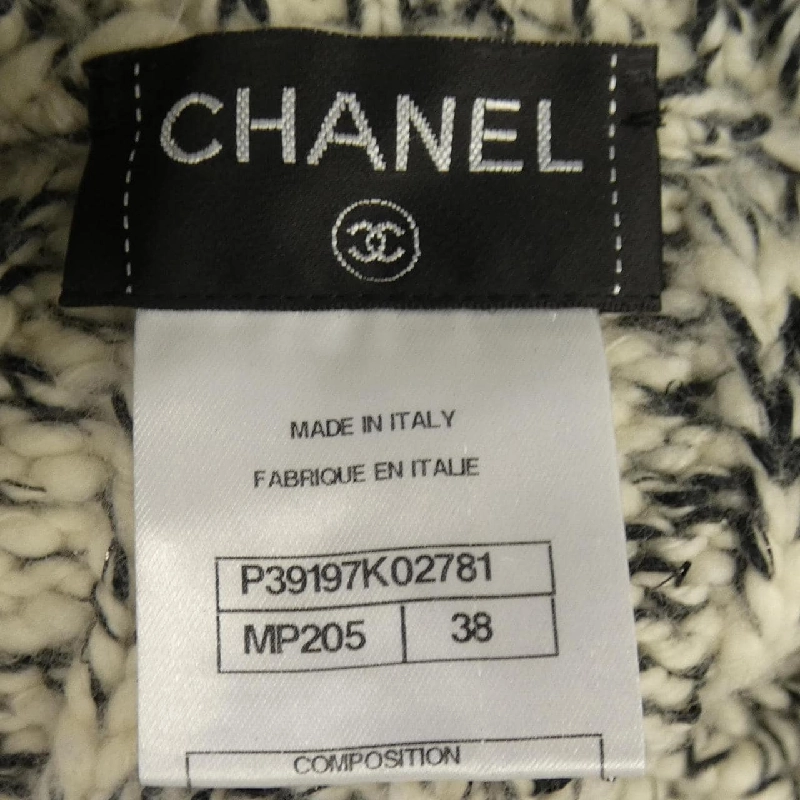 CHANEL
MADE IN ITALY
FABRIQUE EN ITALIE
P39197K02781
MP205 38
COMPOSITION